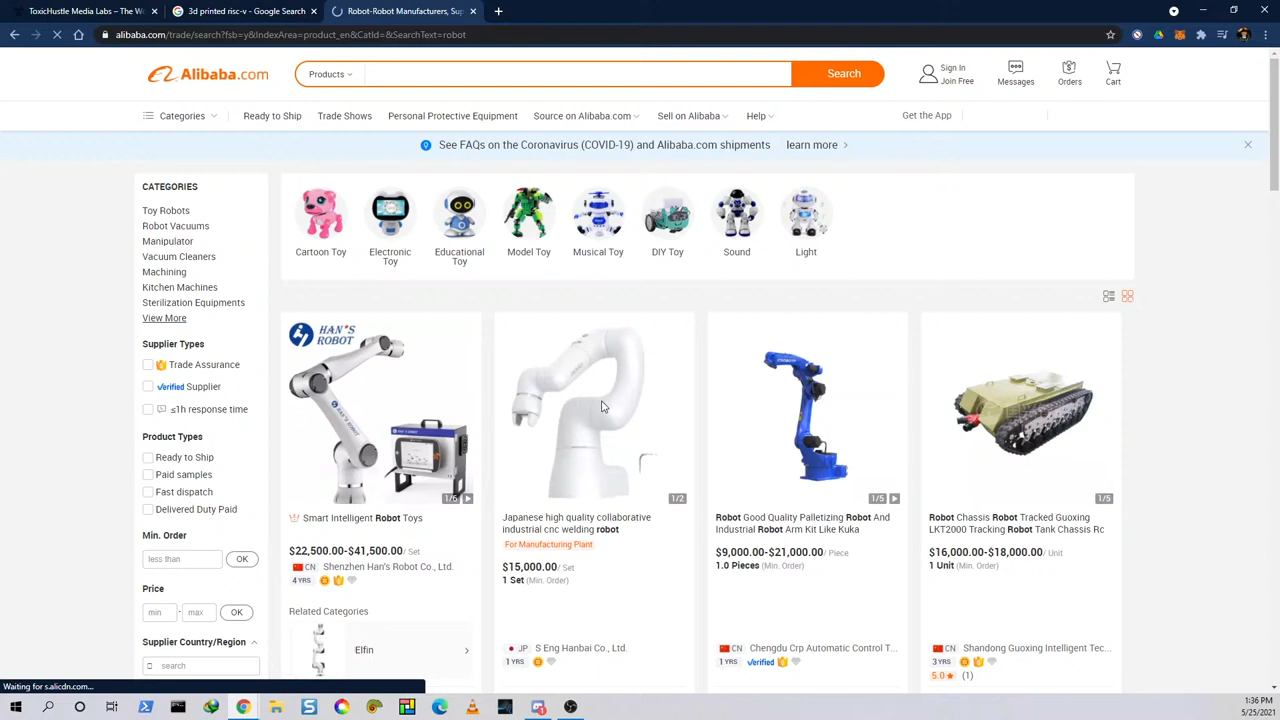 ToxicHustle Media Labs – The W
3d printed risc-v - Google Search
Robot-Robot Manufacturers, Sup
alibaba.com/trade/search?fsb=y&IndexArea=product_en&CatId=&SearchText=robot
Alibaba.com
Products
Search
Sign In
Join Free
Messages
Orders
Cart
Categories
Ready to Ship
Trade Shows
Personal Protective Equipment
Source on Alibaba.com
Sell on Alibaba
Help
Get the App
See FAQs on the Coronavirus (COVID-19) and Alibaba.com shipments learn more
CATEGORIES
Toy Robots
Robot Vacuums
Manipulator
Vacuum Cleaners
Machining
Kitchen Machines
Sterilization Equipments
View More
Supplier Types
Trade Assurance
Verified Supplier
≤1h response time
Product Types
Ready to Ship
Paid samples
Fast dispatch
Delivered Duty Paid
Min. Order
less than
OK
Price
min
-
max
OK
Supplier Country/Region
search
Cartoon Toy
Electronic
Toy
Educational
Toy
Model Toy
Musical Toy
DIY Toy
Sound
Light
HAN'S
ROBOT
1/6
Smart Intelligent Robot Toys
$22,500.00-$41,500.00/ Set
CN Shenzhen Han's Robot Co., Ltd.
4 YRS
Related Categories
Elfin
1/2
Japanese high quality collaborative
industrial cnc welding robot
For Manufacturing Plant
$15,000.00/ Set
1 Set (Min. Order)
JP S Eng Hanbai Co., Ltd.
1 YRS
1/5
Robot Good Quality Palletizing Robot And
Industrial Robot Arm Kit Like Kuka
$9,000.00-$21,000.00/ Piece
1.0 Pieces (Min. Order)
CN Chengdu Crp Automatic Control T...
1 YRS Verified
1/5
Robot Chassis Robot Tracked Guoxing
LKT2000 Tracking Robot Tank Chassis Rc
$16,000.00-$18,000.00/ Unit
1 Unit (Min. Order)
CN Shandong Guoxing Intelligent Tec...
3 YRS
5.0 (1)
Waiting for s.alicdn.com...
1:36 PM
5/25/2021